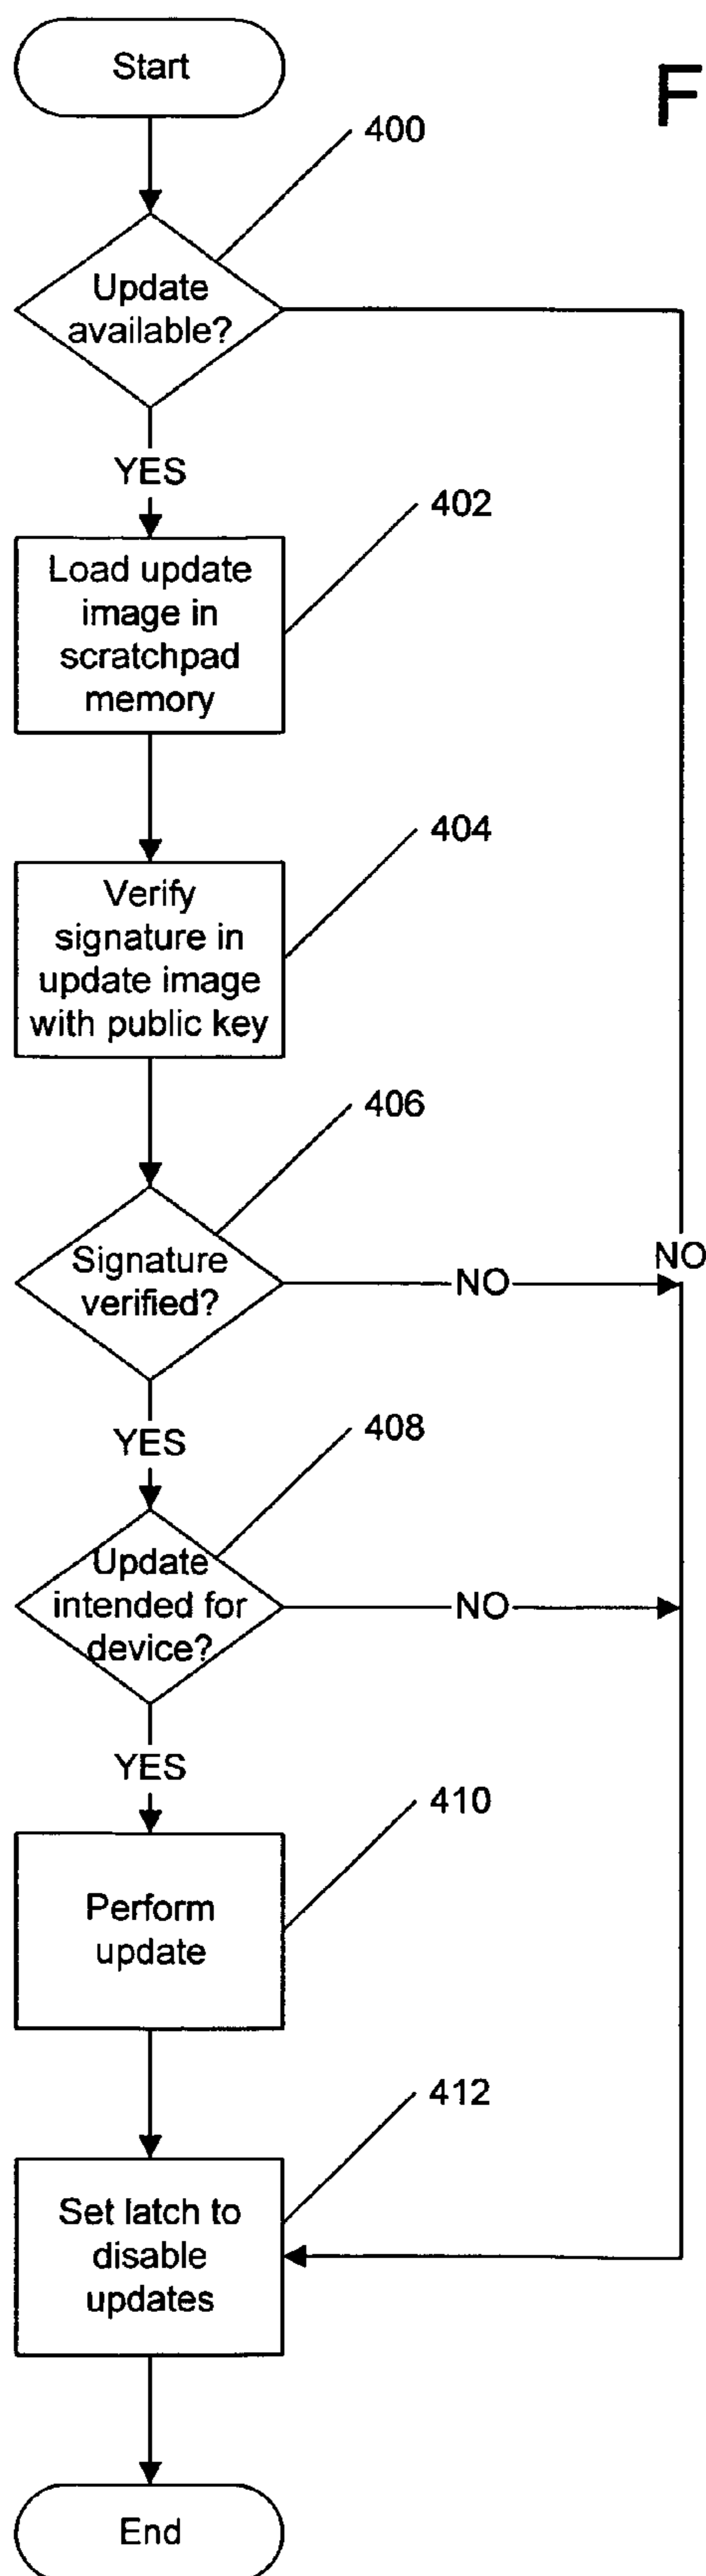 Start
F
400
Update
available?
YES
402
Load update
image in
scratchpad
memory
404
Verify
signature in
update image
with public key
406
Signature
verified?
NO
NO
YES
408
Update
intended for
device?
NO
YES
410
Perform
update
412
Set latch to
disable
updates
End